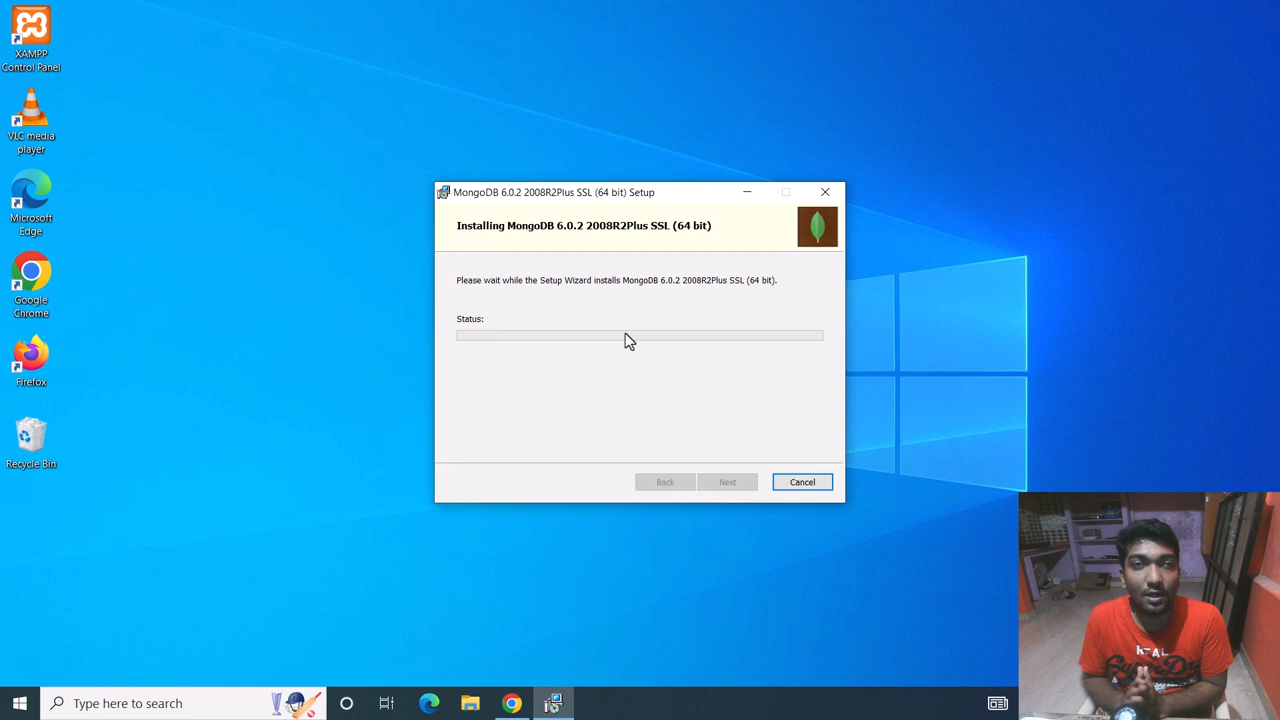 XAMPP
Control Panel
VLC media
player
Microsoft
Edge
Google
Chrome
Firefox
Recycle Bin
MongoDB 6.0.2 2008R2Plus SSL (64 bit) Setup
Installing MongoDB 6.0.2 2008R2Plus SSL (64 bit)
Please wait while the Setup Wizard installs MongoDB 6.0.2 2008R2Plus SSL (64 bit).
Status:
Back
Next
Cancel
Type here to search